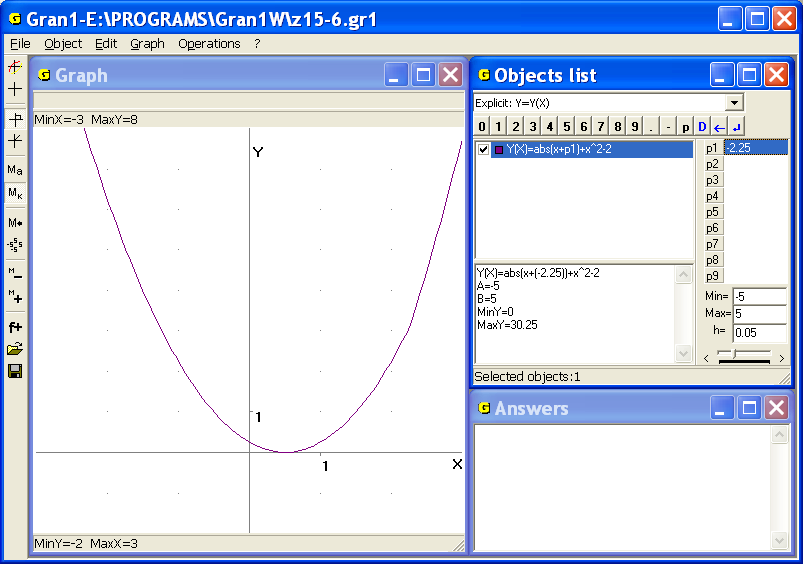 Gran1-E:\PROGRAMS\Gran1W\z15-6.gr1
File Object Edit Graph Operations ?
Graph
MinX=-3 MaxY=8
Y
1
1
X
MinY=-2 MaxX=3
Ma
Mк
M
M
M
f+
Objects list
Explicit: Y=Y(X)
0 1 2 3 4 5 6 7 8 9 . - p D ← ↵
Y(X)=abs(x+p1)+x^2-2
p1 -2.25
p2
p3
p4
p5
p6
p7
p8
p9
Y(X)=abs(x+(-2.25))+x^2-2
A=-5
B=5
MinY=0
MaxY=30.25
Min= -5
Max= 5
h= 0.05
Selected objects:1
Answers